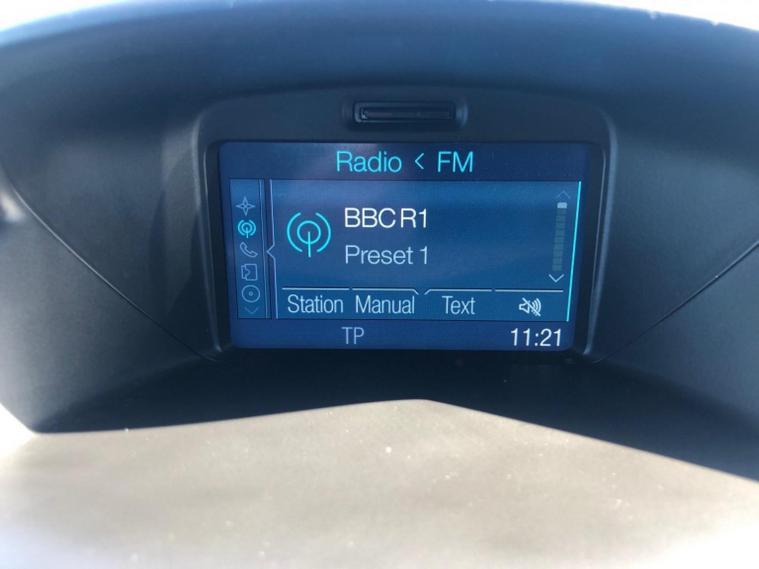 Radio < FM
BBC R1
Preset 1
Station Manual Text
TP 11:21